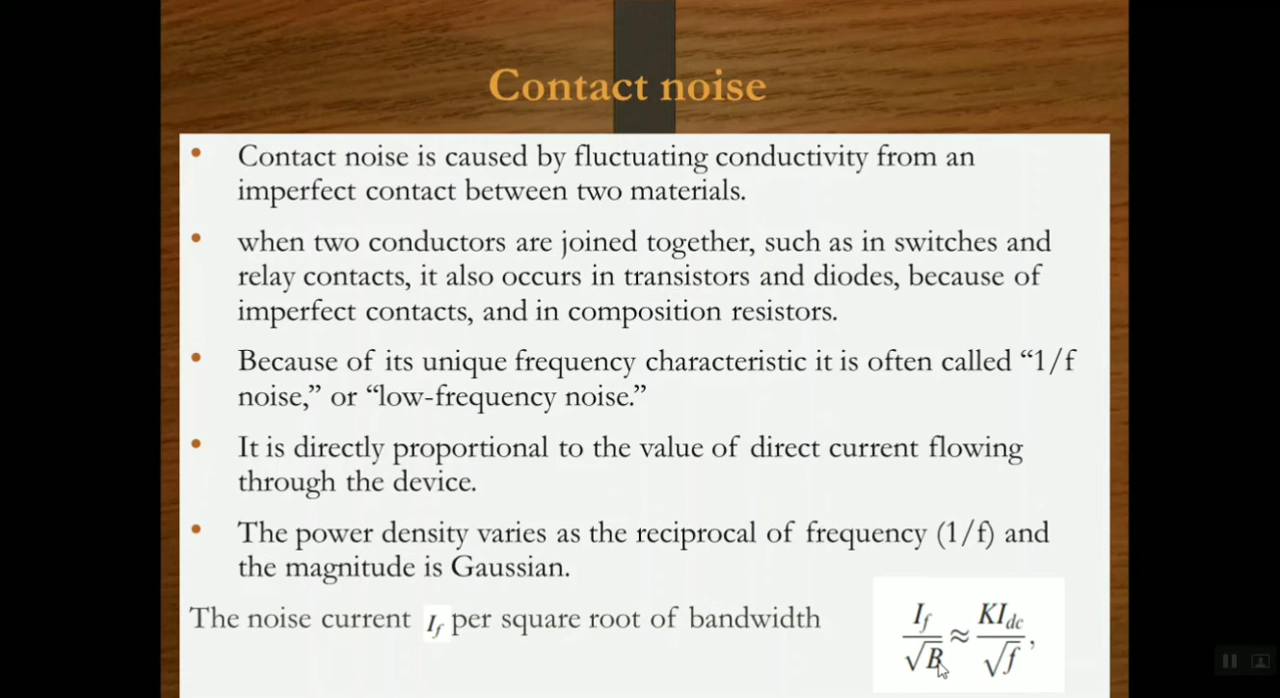 Contact noise
• Contact noise is caused by fluctuating conductivity from an
imperfect contact between two materials.
• when two conductors are joined together, such as in switches and
relay contacts, it also occurs in transistors and diodes, because of
imperfect contacts, and in composition resistors.
• Because of its unique frequency characteristic it is often called “1/f
noise,” or “low-frequency noise.”
• It is directly proportional to the value of direct current flowing
through the device.
• The power density varies as the reciprocal of frequency (1/f) and
the magnitude is Gaussian.
The noise current I_f per square root of bandwidth
I_f/√B ≈ KI_dc/√f,